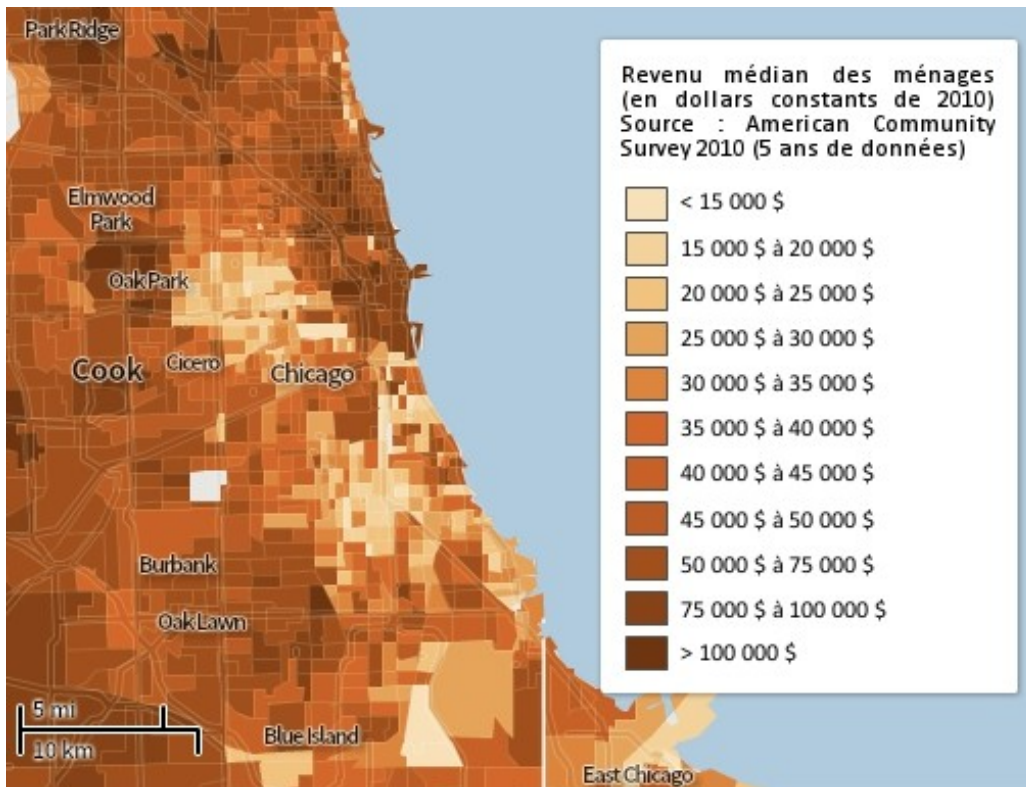 Park Ridge
Elmwood
Park
Oak Park
Cook
Cicero
Chicago
Burbank
Oak Lawn
Blue Island
East Chicago
5 mi
10 km
Revenu médian des ménages
(en dollars constants de 2010)
Source : American Community
Survey 2010 (5 ans de données)
< 15 000 $
15 000 $ à 20 000 $
20 000 $ à 25 000 $
25 000 $ à 30 000 $
30 000 $ à 35 000 $
35 000 $ à 40 000 $
40 000 $ à 45 000 $
45 000 $ à 50 000 $
50 000 $ à 75 000 $
75 000 $ à 100 000 $
> 100 000 $